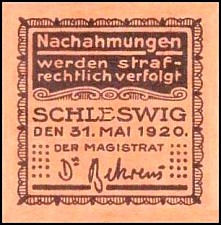 Nachahmungen
werden straf-
rechtlich verfolgt
SCHLESWIG
DEN 31. MAI 1920.
DER MAGISTRAT
Dr Behrens